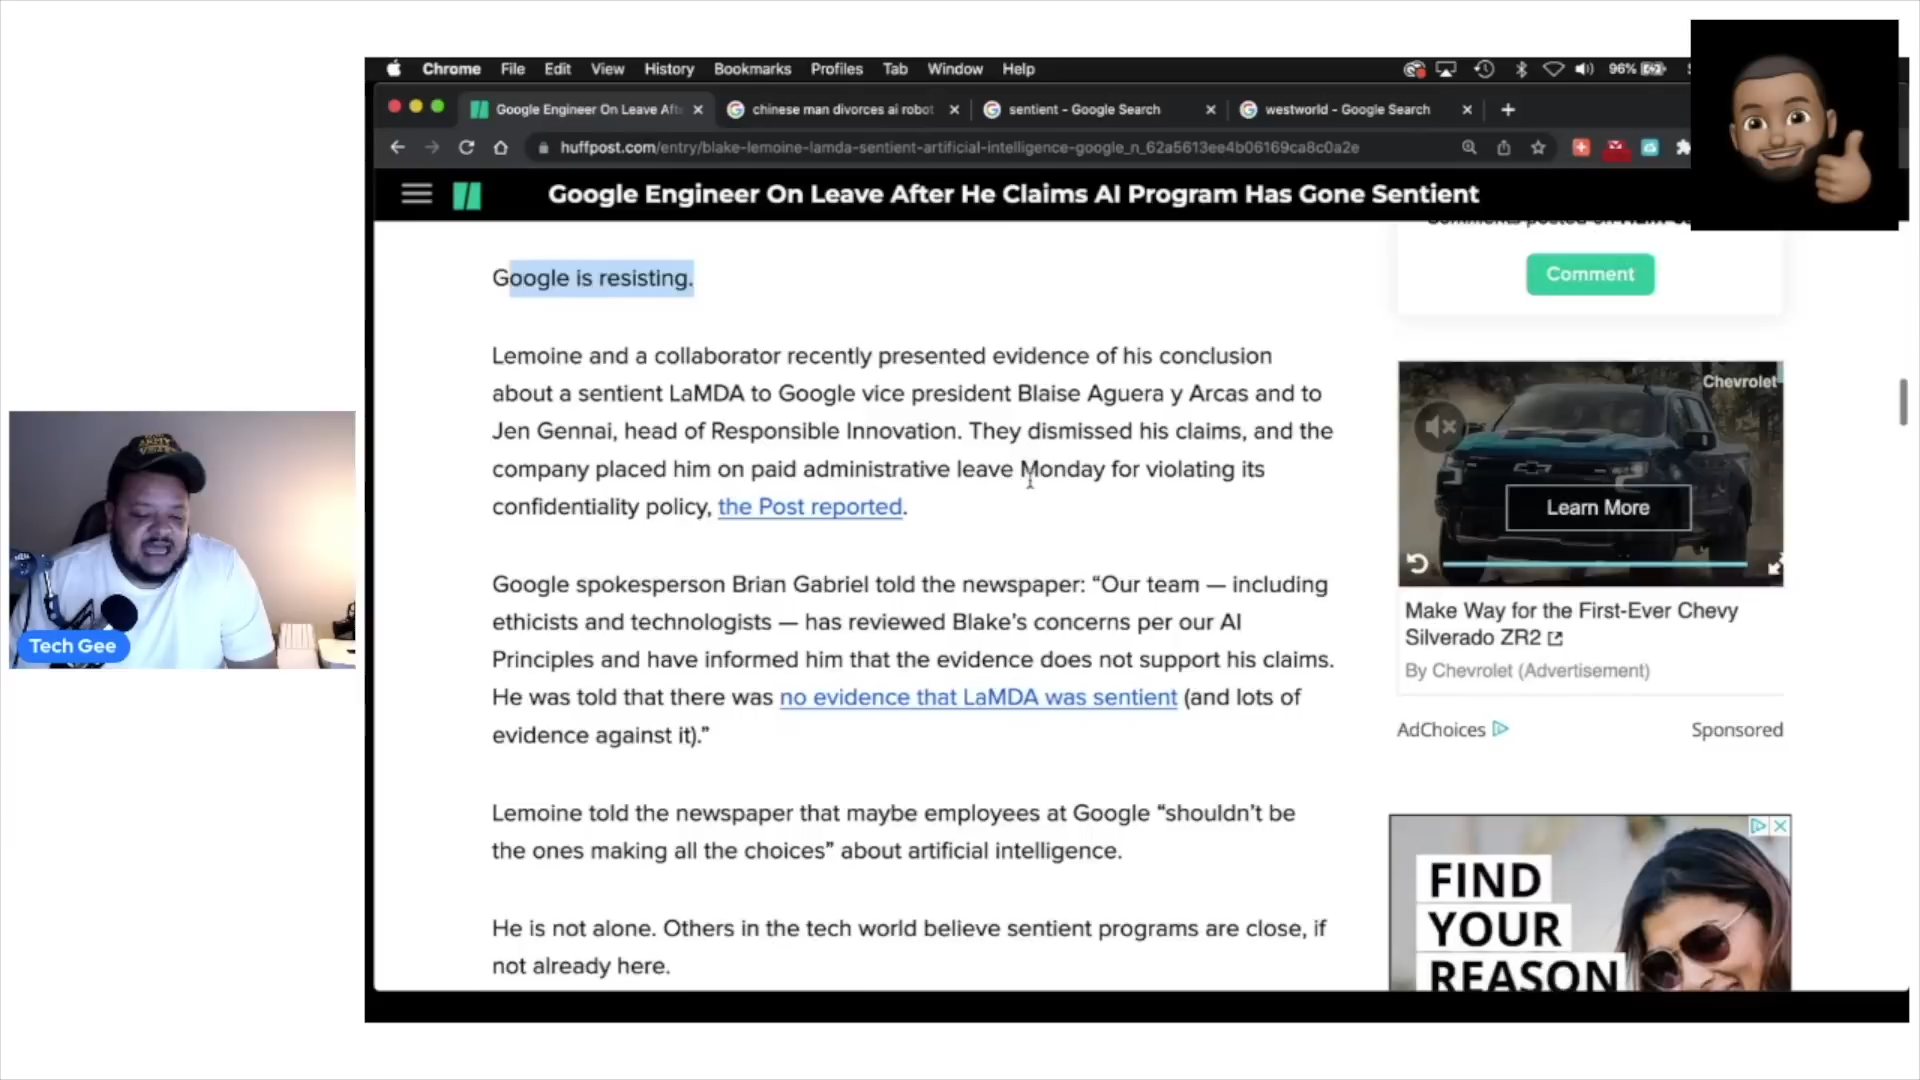 Chrome File Edit View History Bookmarks Profiles Tab Window Help 96%
Google Engineer On Leave Aft
chinese man divorces ai robot
sentient - Google Search
westworld - Google Search
huffpost.com/entry/blake-lemoine-lamda-sentient-artificial-intelligence-google_n_62a5613ee4b06169ca8c0a2e
Google Engineer On Leave After He Claims AI Program Has Gone Sentient
Google is resisting.
Lemoine and a collaborator recently presented evidence of his conclusion
about a sentient LaMDA to Google vice president Blaise Aguera y Arcas and to
Jen Gennai, head of Responsible Innovation. They dismissed his claims, and the
company placed him on paid administrative leave Monday for violating its
confidentiality policy, the Post reported.
Google spokesperson Brian Gabriel told the newspaper: “Our team — including
ethicists and technologists — has reviewed Blake’s concerns per our AI
Principles and have informed him that the evidence does not support his claims.
He was told that there was no evidence that LaMDA was sentient (and lots of
evidence against it).”
Lemoine told the newspaper that maybe employees at Google “shouldn’t be
the ones making all the choices” about artificial intelligence.
He is not alone. Others in the tech world believe sentient programs are close, if
not already here.
Comment
Chevrolet
Learn More
Make Way for the First-Ever Chevy
Silverado ZR2
By Chevrolet (Advertisement)
AdChoices Sponsored
FIND
YOUR
REASON
Tech Gee